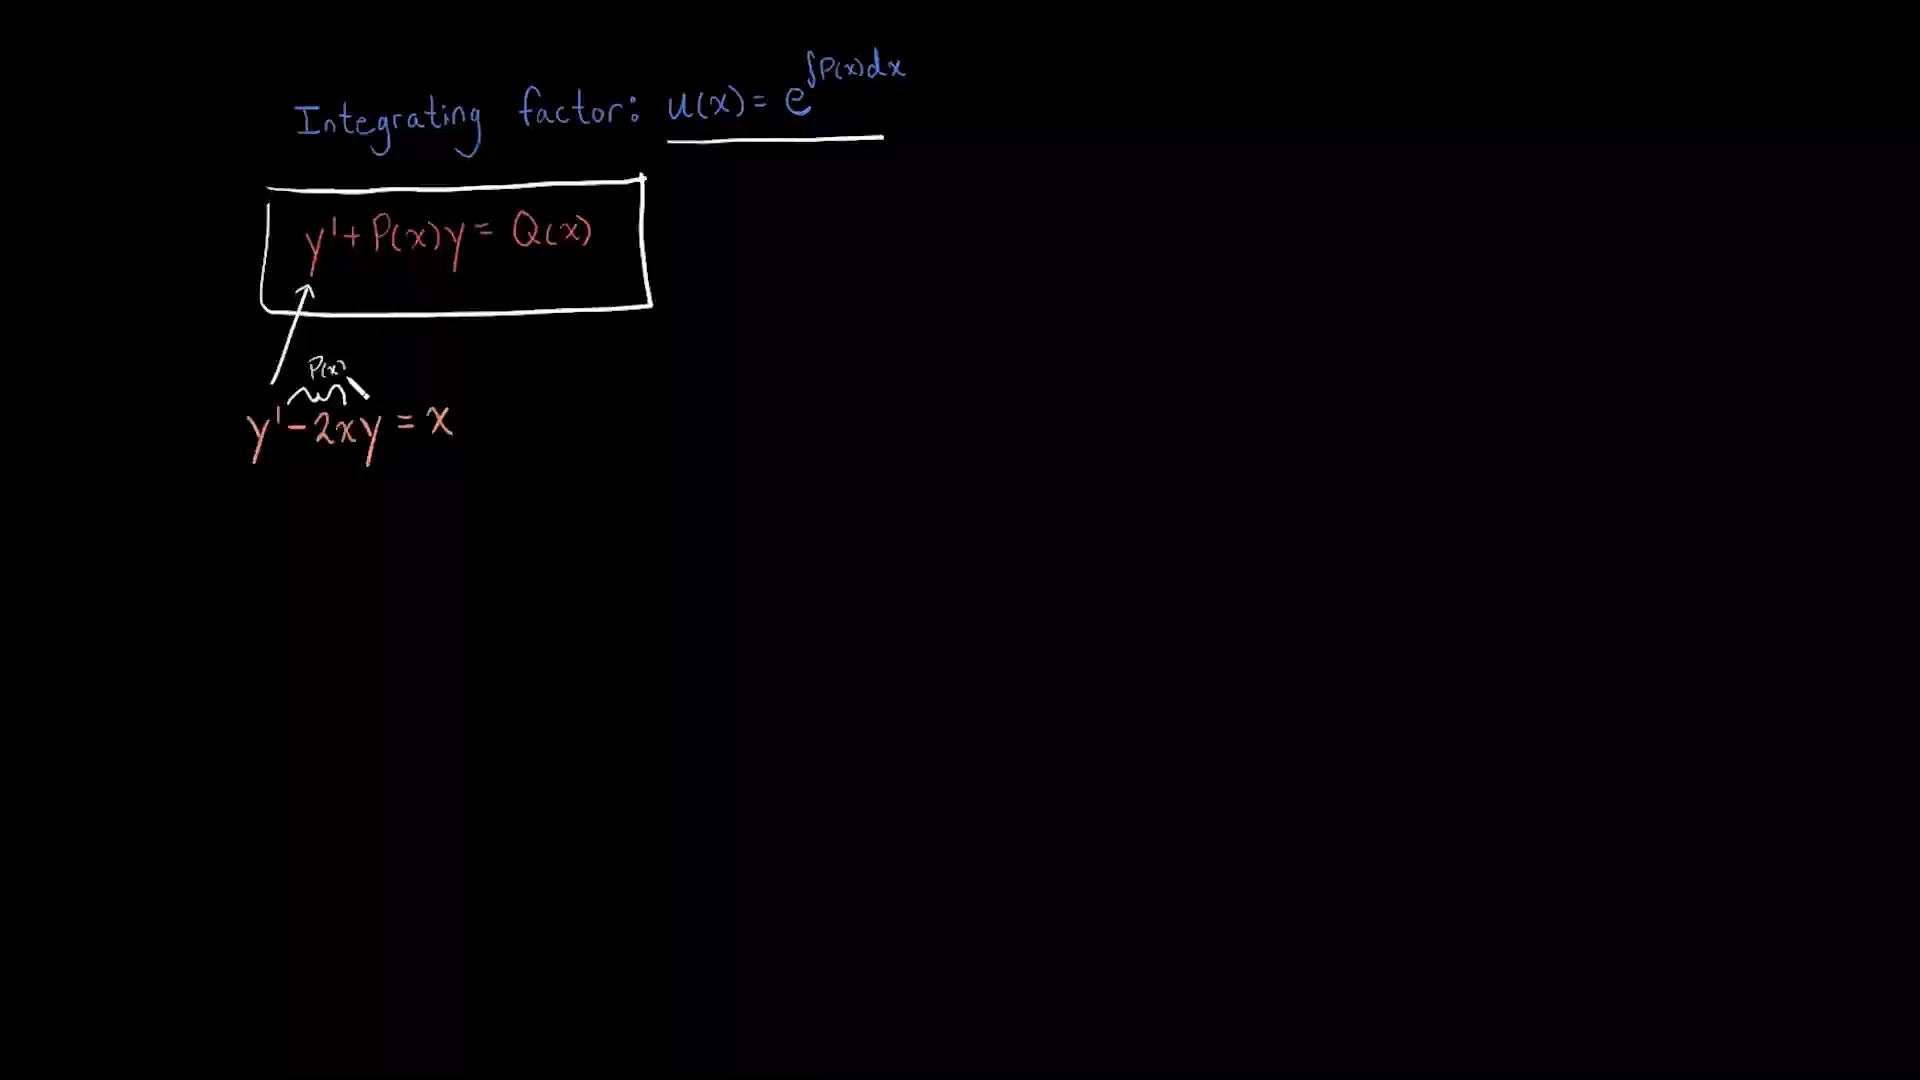 Integrating factor: u(x) = e^∫P(x)dx
y' + P(x)y = Q(x)
P(x)
y' - 2xy = x